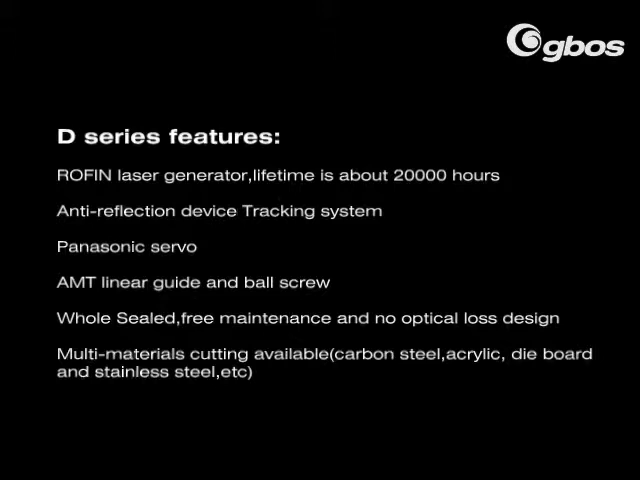 gbos
D series features:
ROFIN laser generator,lifetime is about 20000 hours
Anti-reflection device Tracking system
Panasonic servo
AMT linear guide and ball screw
Whole Sealed,free maintenance and no optical loss design
Multi-materials cutting available(carbon steel,acrylic, die board
and stainless steel,etc)